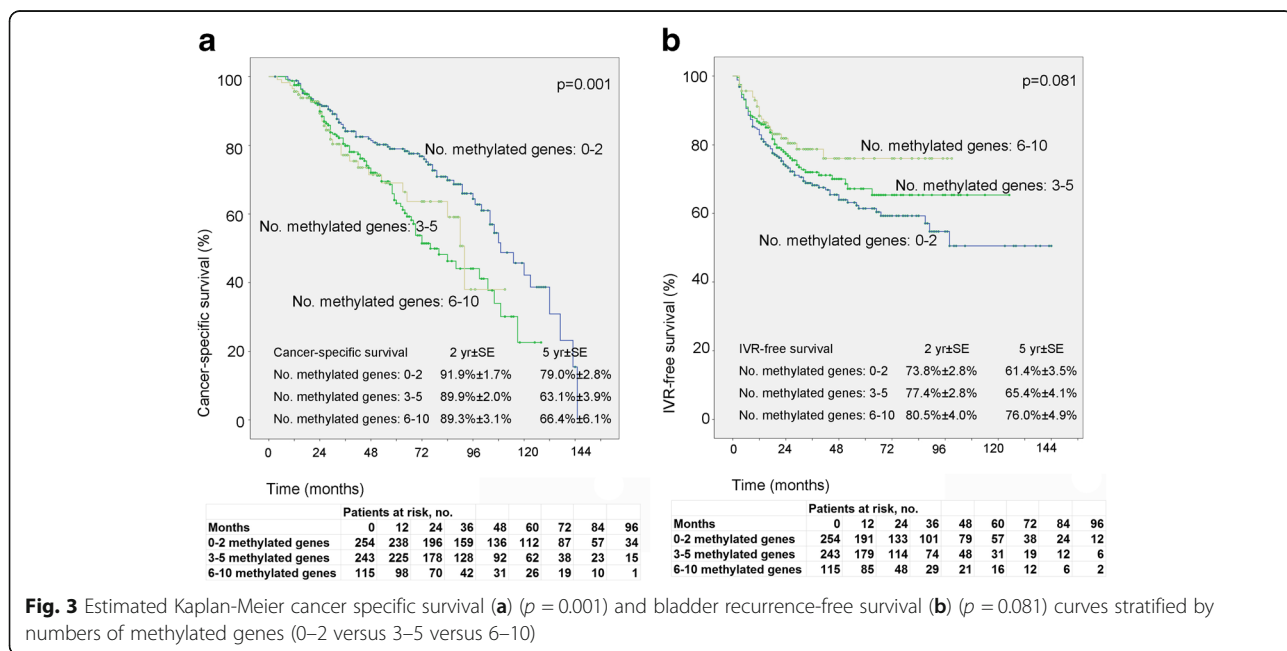 a
100
80
60
40
20
0
Cancer-specific survival (%)
p=0.001
No. methylated genes: 0-2
No. methylated genes: 3-5
No. methylated genes: 6-10
Cancer-specific survival 2 yr±SE 5 yr±SE
No. methylated genes: 0-2 91.9%±1.7% 79.0%±2.8%
No. methylated genes: 3-5 89.9%±2.0% 63.1%±3.9%
No. methylated genes: 6-10 89.3%±3.1% 66.4%±6.1%
0 24 48 72 96 120 144
Time (months)
Patients at risk, no.
Months 0 12 24 36 48 60 72 84 96
0-2 methylated genes 254 238 196 159 136 112 87 57 34
3-5 methylated genes 243 225 178 128 92 62 38 23 15
6-10 methylated genes 115 98 70 42 31 26 19 10 1
b
100
80
60
40
20
0
IVR-free survival (%)
p=0.081
No. methylated genes: 6-10
No. methylated genes: 3-5
No. methylated genes: 0-2
IVR-free survival 2 yr±SE 5 yr±SE
No. methylated genes: 0-2 73.8%±2.8% 61.4%±3.5%
No. methylated genes: 3-5 77.4%±2.8% 65.4%±4.1%
No. methylated genes: 6-10 80.5%±4.0% 76.0%±4.9%
0 24 48 72 96 120 144
Time (months)
Patients at risk, no.
Months 0 12 24 36 48 60 72 84 96
0-2 methylated genes 254 191 133 101 79 57 38 24 12
3-5 methylated genes 243 179 114 74 48 31 19 12 6
6-10 methylated genes 115 85 48 29 21 16 12 6 2
Fig. 3 Estimated Kaplan-Meier cancer specific survival (a) (p = 0.001) and bladder recurrence-free survival (b) (p = 0.081) curves stratified by
numbers of methylated genes (0–2 versus 3–5 versus 6–10)